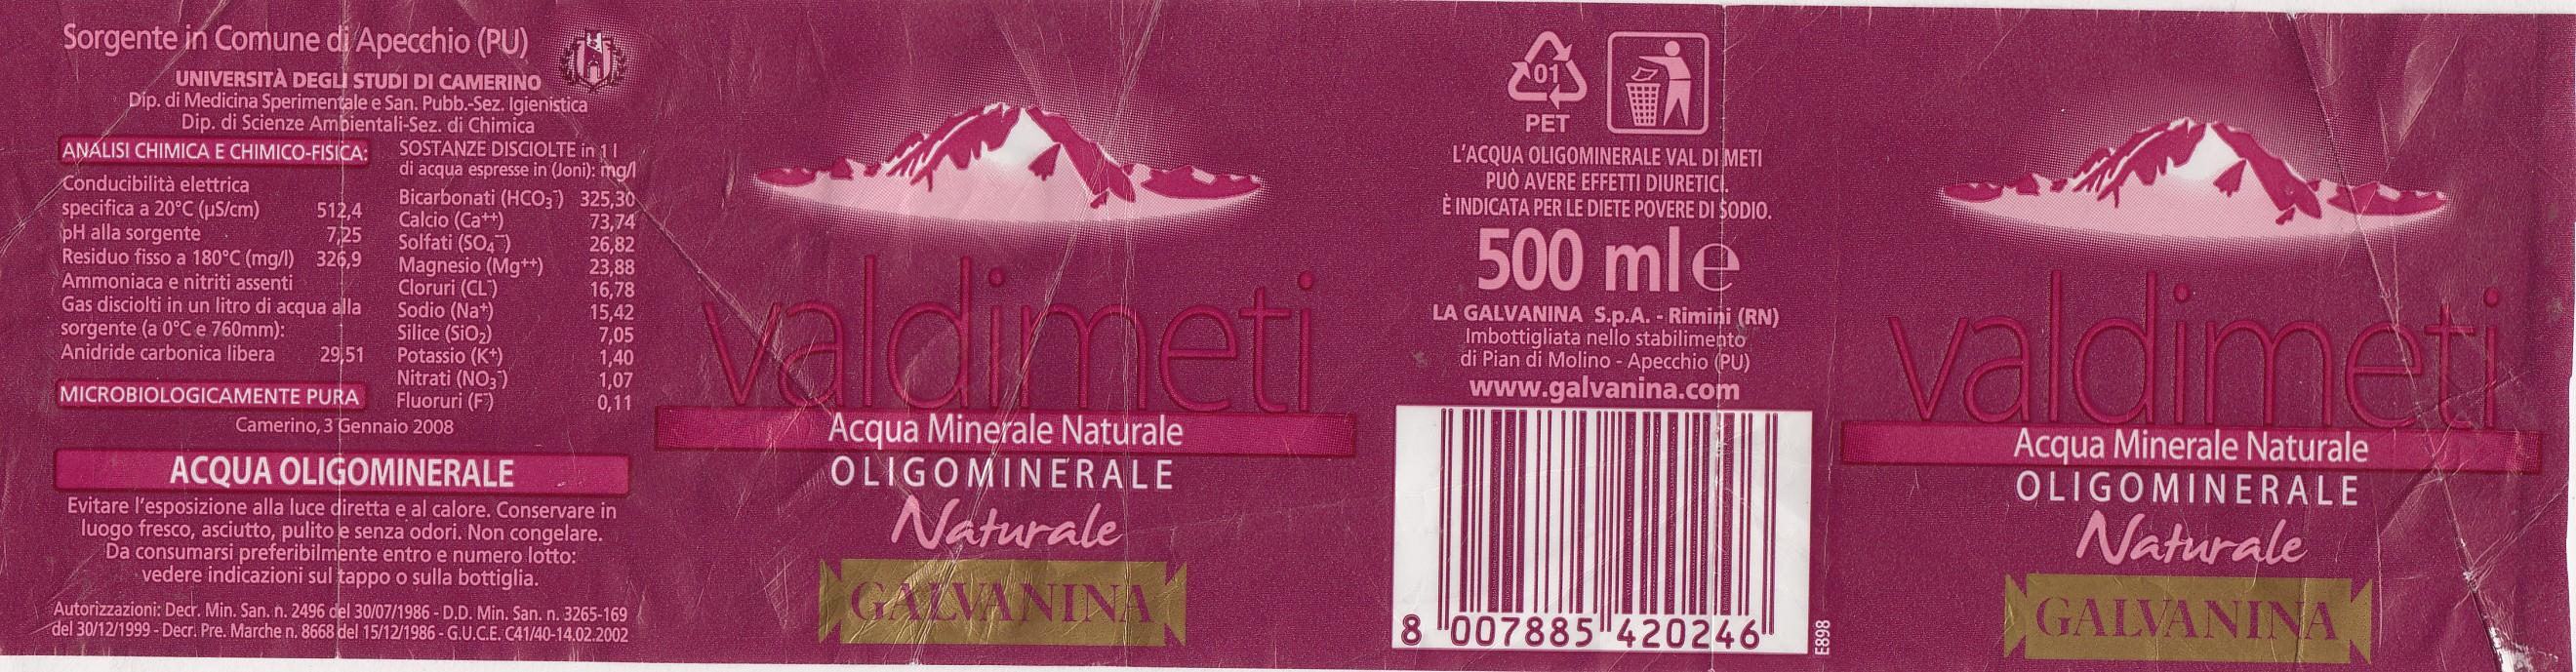 Sorgente in Comune di Apecchio (PU)
UNIVERSITÀ DEGLI STUDI DI CAMERINO
Dip. di Medicina Sperimentale e San. Pubb.-Sez. Igienistica
Dip. di Scienze Ambientali-Sez. di Chimica
ANALISI CHIMICA E CHIMICO-FISICA:
Conducibilità elettrica
specifica a 20°C (µS/cm) 512,4
pH alla sorgente 7,25
Residuo fisso a 180°C (mg/l) 326,9
Ammoniaca e nitriti assenti
Gas disciolti in un litro di acqua alla
sorgente (a 0°C e 760mm):
Anidride carbonica libera 29,51
MICROBIOLOGICAMENTE PURA
SOSTANZE DISCIOLTE in 1 l
di acqua espresse in (Joni): mg/l
Bicarbonati (HCO₃⁻) 325,30
Calcio (Ca⁺⁺) 73,74
Solfati (SO₄⁻⁻) 26,82
Magnesio (Mg⁺⁺) 23,88
Cloruri (CL⁻) 16,78
Sodio (Na⁺) 15,42
Silice (SiO₂) 7,05
Potassio (K⁺) 1,40
Nitrati (NO₃⁻) 1,07
Fluoruri (F⁻) 0,11
Camerino, 3 Gennaio 2008
ACQUA OLIGOMINERALE
Evitare l'esposizione alla luce diretta e al calore. Conservare in
luogo fresco, asciutto, pulito e senza odori. Non congelare.
Da consumarsi preferibilmente entro e numero lotto:
vedere indicazioni sul tappo o sulla bottiglia.
Autorizzazioni: Decr. Min. San. n. 2496 del 30/07/1986 - D.D. Min. San. n. 3265-169
del 30/12/1999 - Decr. Pre. Marche n. 8668 del 15/12/1986 - G.U.C.E. C41/40-14.02.2002
valdimeti
Acqua Minerale Naturale
OLIGOMINERALE
Naturale
GALVANINA
01
PET
L'ACQUA OLIGOMINERALE VAL DI METI
PUÒ AVERE EFFETTI DIURETICI.
È INDICATA PER LE DIETE POVERE DI SODIO.
500 ml e
LA GALVANINA S.p.A. - Rimini (RN)
Imbottigliata nello stabilimento
di Pian di Molino - Apecchio (PU)
www.galvanina.com
8 007885 420246
E898
valdimeti
Acqua Minerale Naturale
OLIGOMINERALE
Naturale
GALVANINA